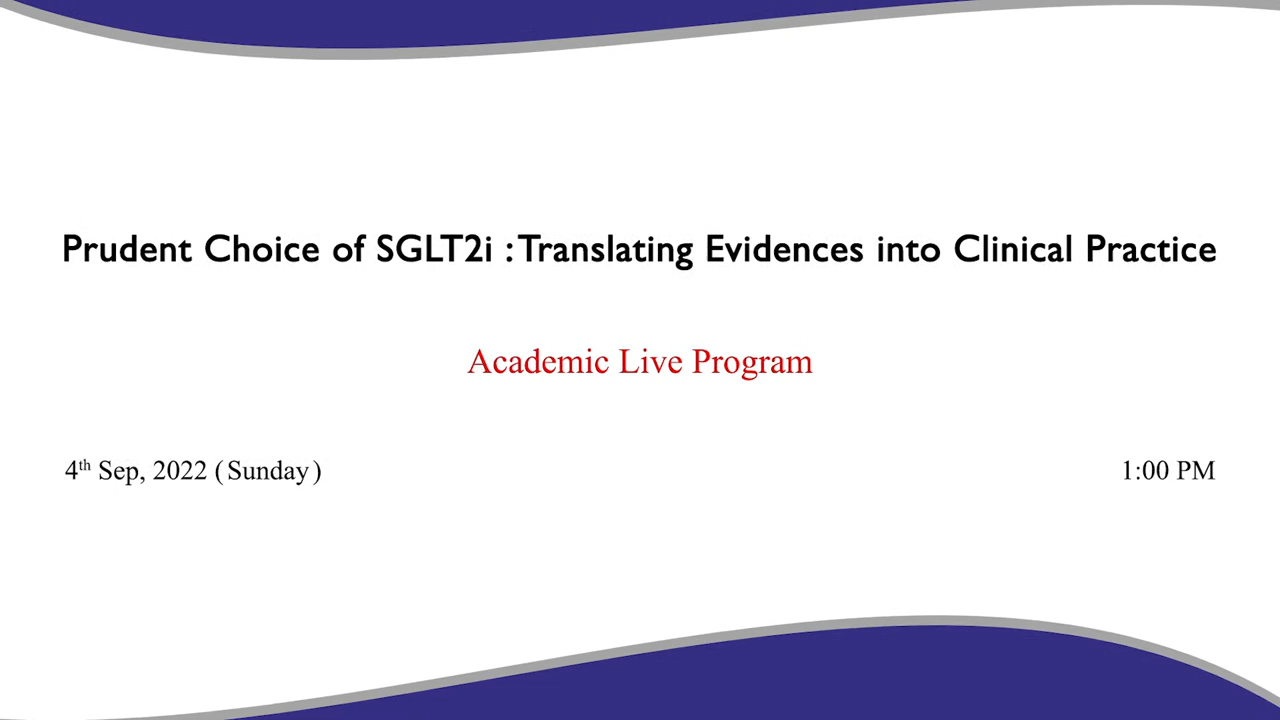 Prudent Choice of SGLT2i : Translating Evidences into Clinical Practice
Academic Live Program
4th Sep, 2022 (Sunday) 1:00 PM